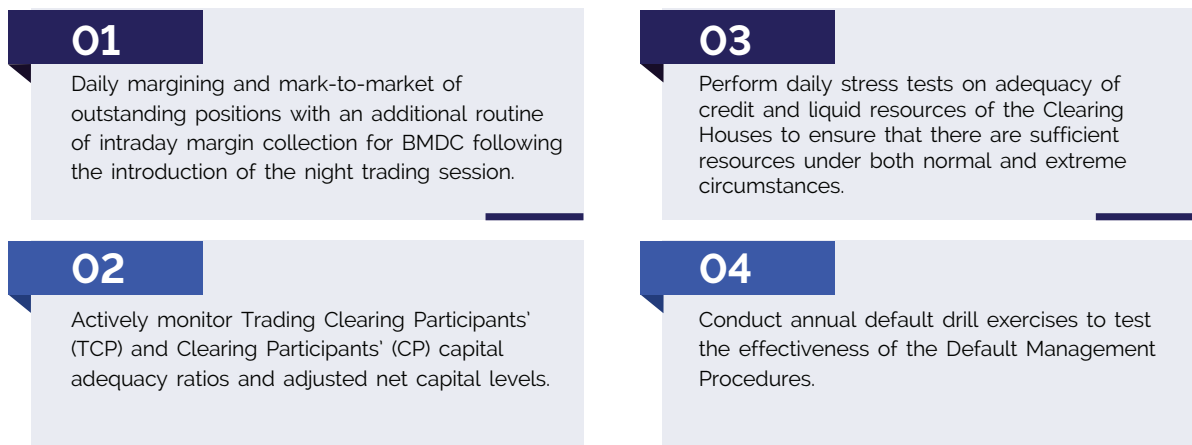 01
Daily margining and mark-to-market of
outstanding positions with an additional routine
of intraday margin collection for BMDC following
the introduction of the night trading session.
02
Actively monitor Trading Clearing Participants’
(TCP) and Clearing Participants’ (CP) capital
adequacy ratios and adjusted net capital levels.
03
Perform daily stress tests on adequacy of
credit and liquid resources of the Clearing
Houses to ensure that there are sufficient
resources under both normal and extreme
circumstances.
04
Conduct annual default drill exercises to test
the effectiveness of the Default Management
Procedures.